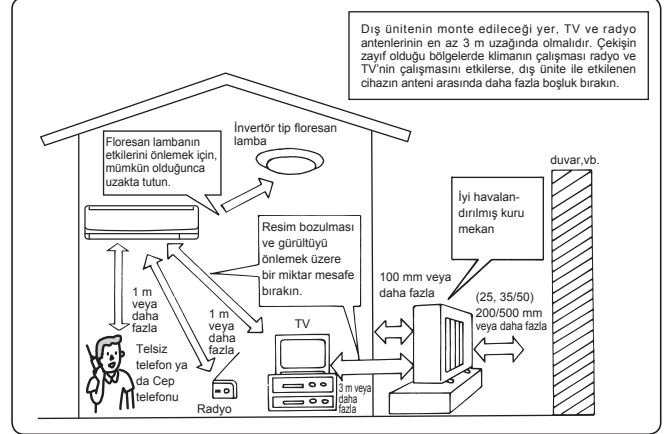 Dış ünitenin monte edileceği yer, TV ve radyo
antenlerinin en az 3 m uzağında olmalıdır. Çekişin
zayıf olduğu bölgelerde klimanın çalışması radyo ve
TV'nin çalışmasını etkilerse, dış ünite ile etkilenen
cihazın anteni arasında daha fazla boşluk bırakın.
İnvertör tip floresan
lamba
Floresan lambanın
etkilerini önlemek için,
mümkün olduğunca
uzakta tutun.
duvar,vb.
İyi havalan-
dırılmış kuru
mekan
Resim bozulması
ve gürültüyü
önlemek üzere
bir miktar mesafe
bırakın.
100 mm veya
daha fazla
(25, 35/50)
200/500 mm
veya daha fazla
1 m
veya
daha
fazla
1 m
veya
daha
fazla
TV
Telsiz
telefon ya
da Cep
telefonu
Radyo
3 m veya
daha
fazla